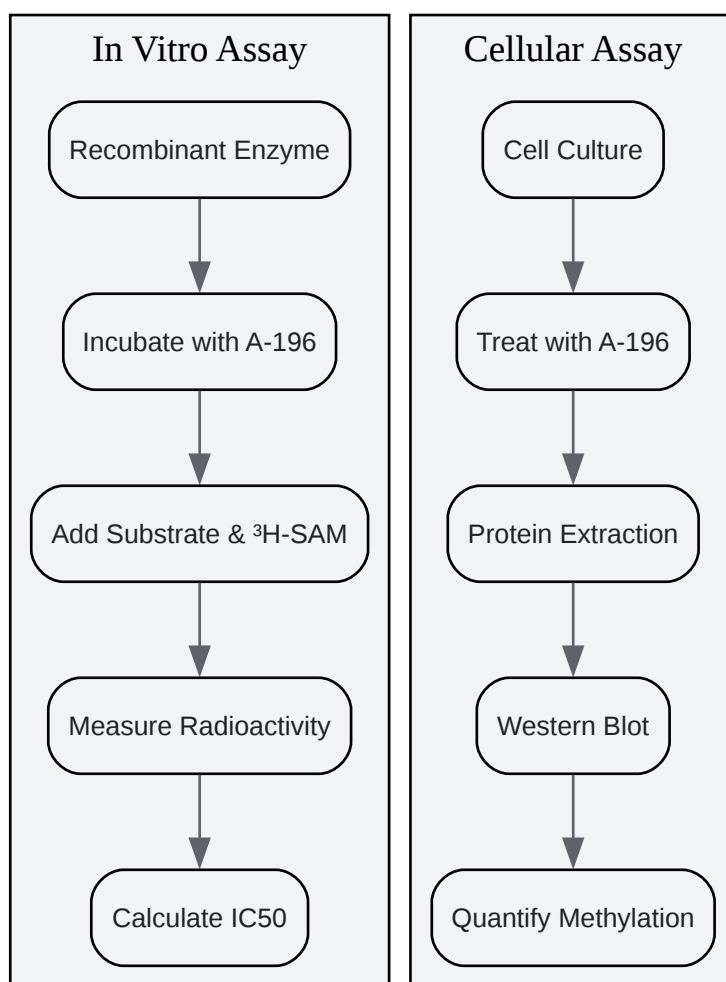 In Vitro Assay
Recombinant Enzyme
Incubate with A-196
Add Substrate & ³H-SAM
Measure Radioactivity
Calculate IC50
Cellular Assay
Cell Culture
Treat with A-196
Protein Extraction
Western Blot
Quantify Methylation